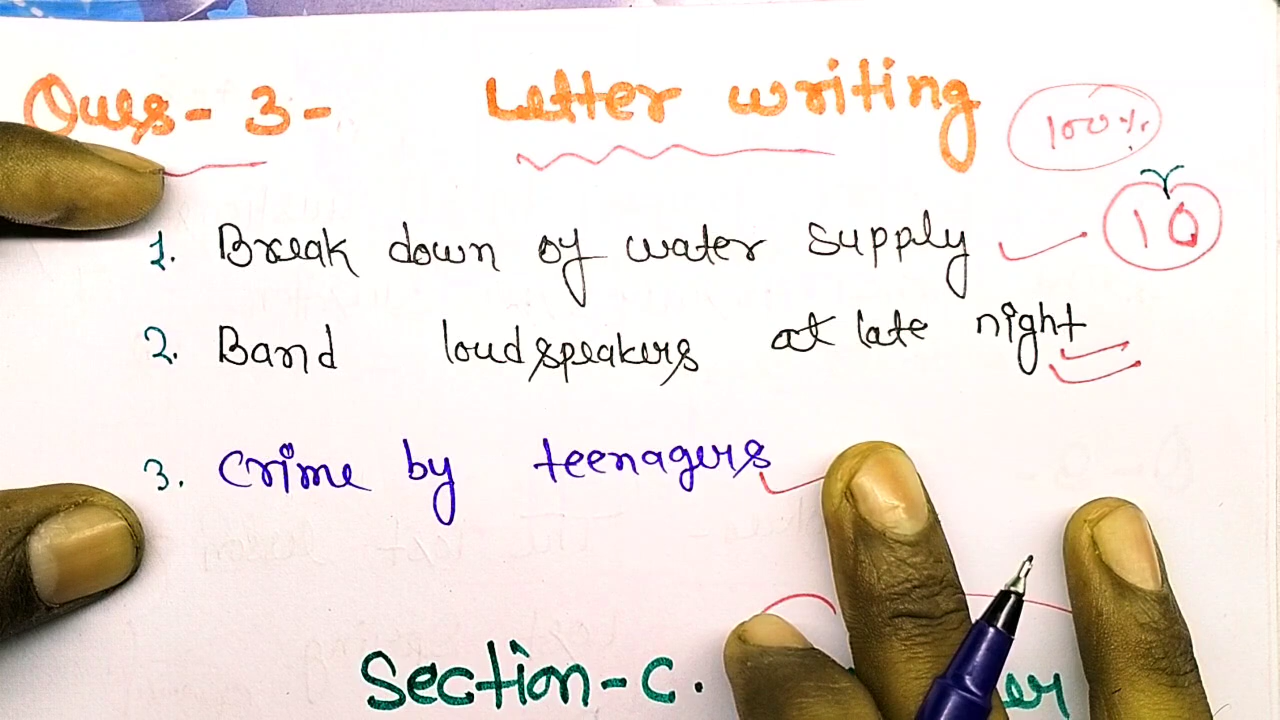 Ques- 3- Letter writing 100%
1. Break down of water supply 10
2. Band loudspeakers at late night
3. Crime by teenagers
Section-C.